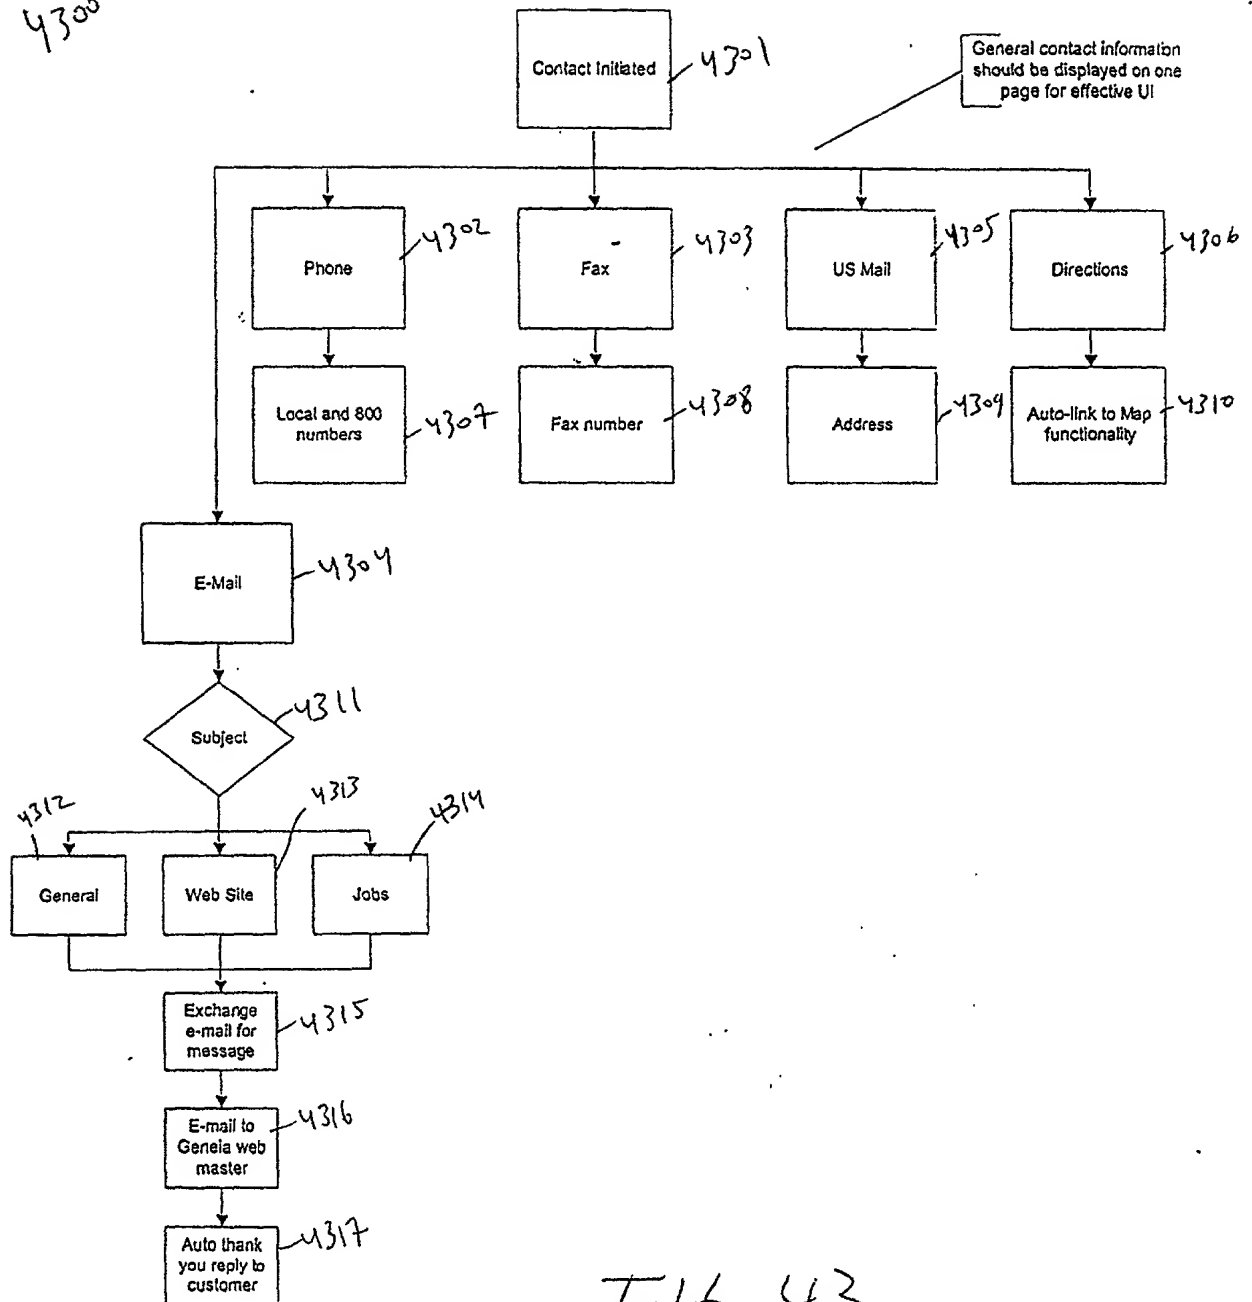 4300
Contact Initiated
4301
General contact information
should be displayed on one
page for effective UI
Phone
4302
Fax
4303
US Mail
4305
Directions
4306
Local and 800
numbers
4307
Fax number
4308
Address
4309
Auto-link to Map
functionality
4310
E-Mail
4304
Subject
4311
4312
4313
4314
General
Web Site
Jobs
Exchange
e-mail for
message
4315
E-mail to
Geneia web
master
4316
Auto thank
you reply to
customer
4317